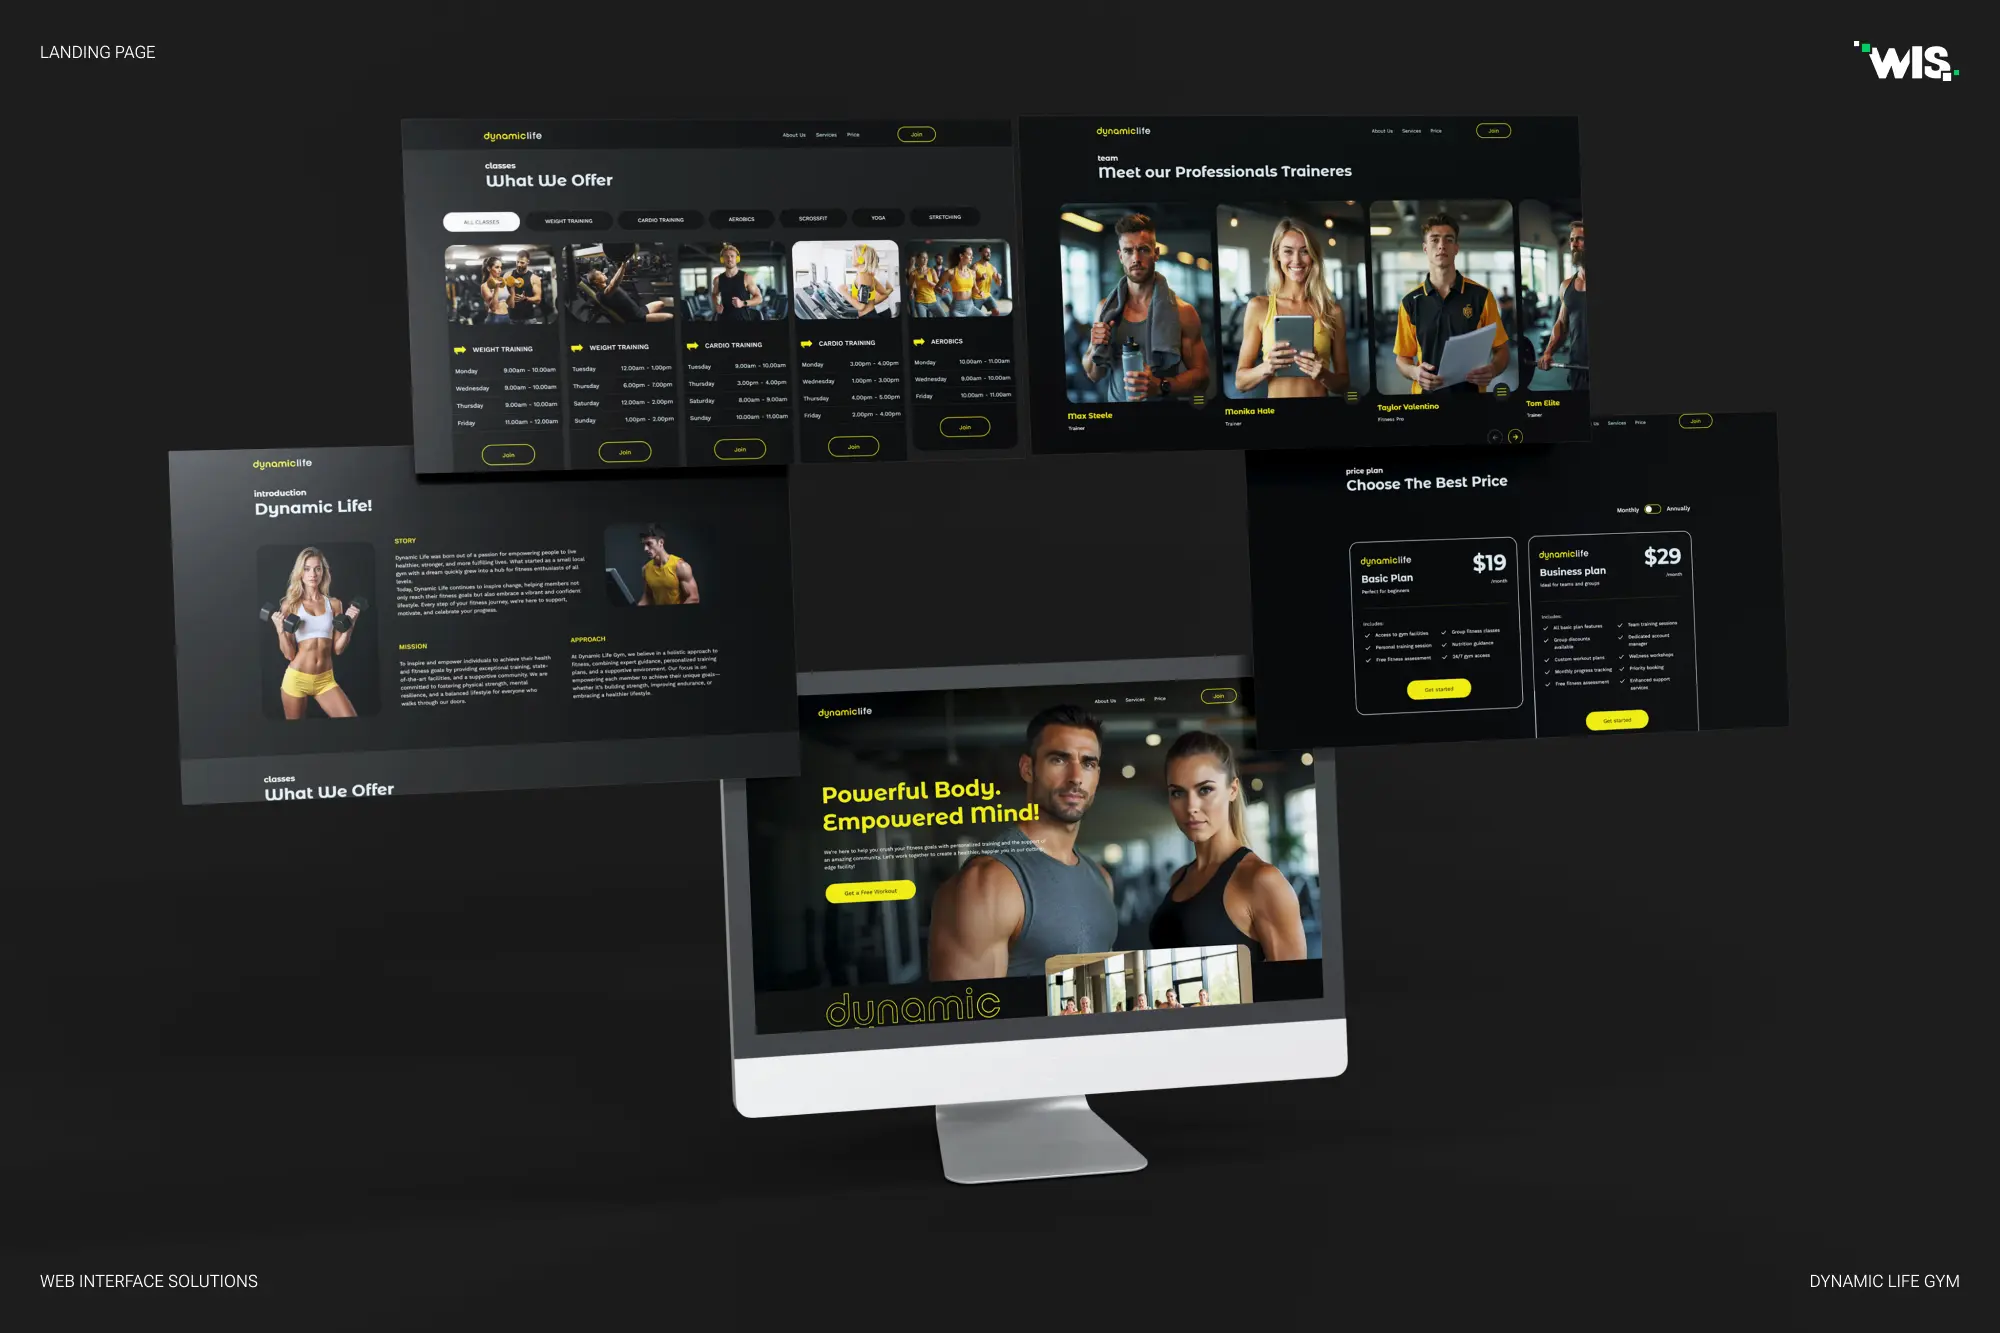 LANDING PAGE
WIS.
dynamiclife
About Us Services Price Join
classes
What We Offer
ALL CLASSES WEIGHT TRAINING CARDIO TRAINING AEROBICS SCROSSFIT YOGA STRETCHING
WEIGHT TRAINING
Monday 9.00am - 10.00am
Wednesday 9.00am - 10.00am
Thursday 9.00am - 10.00am
Friday 11.00am - 12.00am
Join
WEIGHT TRAINING
Tuesday 12.00am - 1.00pm
Thursday 6.00pm - 7.00pm
Saturday 12.00am - 2.00pm
Sunday 1.00pm - 2.00pm
Join
CARDIO TRAINING
Tuesday 9.00am - 10.00am
Thursday 3.00pm - 4.00pm
Saturday 8.00am - 9.00am
Sunday 10.00am - 11.00am
Join
CARDIO TRAINING
Monday 3.00pm - 4.00pm
Wednesday 1.00pm - 3.00pm
Thursday 4.00pm - 5.00pm
Friday 2.00pm - 4.00pm
Join
AEROBICS
Monday 10.00am - 11.00am
Wednesday 9.00am - 10.00am
Friday 10.00am - 11.00am
Join
dynamiclife
About Us Services Price Join
team
Meet our Professionals Traineres
Max Steele
Trainer
Monika Hale
Trainer
Taylor Valentino
Fitness Pro
Tom Elite
Trainer
dynamiclife
introduction
Dynamic Life!
STORY
Dynamic Life was born out of a passion for empowering people to live
healthier, stronger, and more fulfilling lives. What started as a small local
gym with a dream quickly grew into a hub for fitness enthusiasts of all
levels.
Today, Dynamic Life continues to inspire change, helping members not
only reach their fitness goals but also embrace a vibrant and confident
lifestyle. Every step of your fitness journey, we're here to support,
motivate, and celebrate your progress.
MISSION
To inspire and empower individuals to achieve their health
and fitness goals by providing exceptional training, state-
of-the-art facilities, and a supportive community. We are
committed to fostering physical strength, mental
resilience, and a balanced lifestyle for everyone who
walks through our doors.
APPROACH
At Dynamic Life Gym, we believe in a holistic approach to
fitness, combining expert guidance, personalized training
plans, and a supportive environment. Our focus is on
empowering each member to achieve their unique goals—
whether it's building strength, improving endurance, or
embracing a healthier lifestyle.
classes
What We Offer
Us Services Price Join
price plan
Choose The Best Price
Monthly Annually
dynamiclife
$19
/month
Basic Plan
Perfect for beginners
Includes:
Access to gym facilities
Personal training session
Free fitness assessment
Group fitness classes
Nutrition guidance
24/7 gym access
Get started
dynamiclife
$29
/month
Business plan
Ideal for teams and groups
Includes:
All basic plan features
Group discounts
available
Custom workout plans
Monthly progress tracking
Free fitness assessment
Team training sessions
Dedicated account
manager
Wellness workshops
Priority booking
Enhanced support
services
Get started
dynamiclife
About Us Services Price Join
Powerful Body.
Empowered Mind!
We're here to help you crush your fitness goals with personalized training and the support of
an amazing community. Let's work together to create a healthier, happier you in our cutting-
edge facility!
Get a Free Workout
dynamic
WEB INTERFACE SOLUTIONS
DYNAMIC LIFE GYM